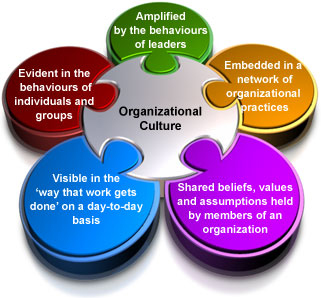 Amplified
by the behaviours
of leaders
Evident in the
behaviours of
individuals and
groups
Embedded in a
network of
organizational
practices
Organizational
Culture
Visible in the
‘way that work gets
done’ on a day-to-day
basis
Shared beliefs, values
and assumptions held
by members of an
organization